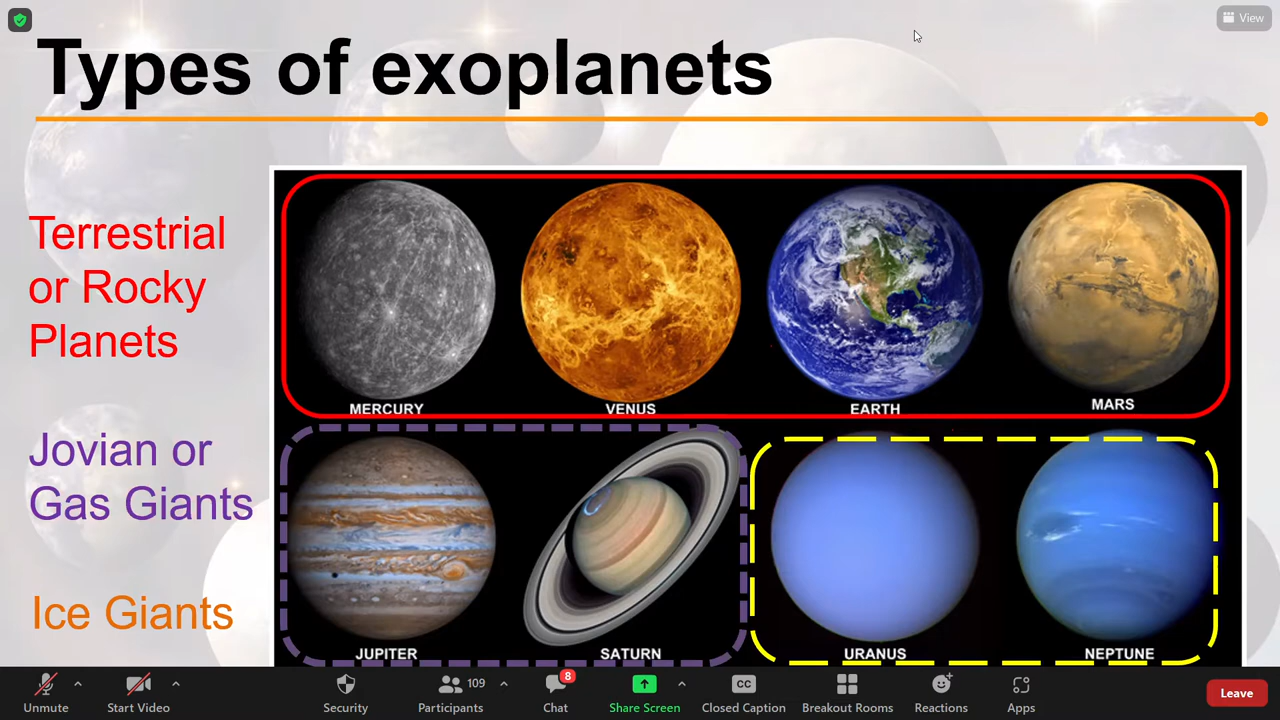 View
Types of exoplanets
Terrestrial
or Rocky
Planets
MERCURY
VENUS
EARTH
MARS
Jovian or
Gas Giants
Ice Giants
JUPITER
SATURN
URANUS
NEPTUNE
Unmute
Start Video
Security
109
Participants
8
Chat
Share Screen
CC
Closed Caption
Breakout Rooms
Reactions
Apps
Leave